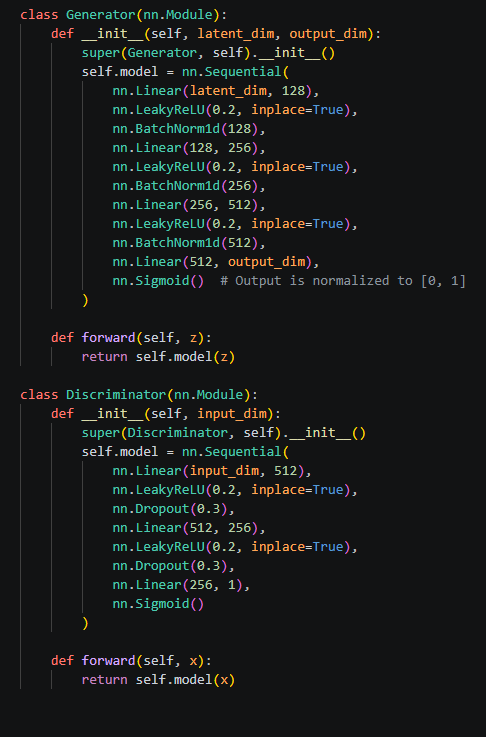 class Generator(nn.Module):
    def __init__(self, latent_dim, output_dim):
        super(Generator, self).__init__()
        self.model = nn.Sequential(
            nn.Linear(latent_dim, 128),
            nn.LeakyReLU(0.2, inplace=True),
            nn.BatchNorm1d(128),
            nn.Linear(128, 256),
            nn.LeakyReLU(0.2, inplace=True),
            nn.BatchNorm1d(256),
            nn.Linear(256, 512),
            nn.LeakyReLU(0.2, inplace=True),
            nn.BatchNorm1d(512),
            nn.Linear(512, output_dim),
            nn.Sigmoid()  # Output is normalized to [0, 1]
        )

    def forward(self, z):
        return self.model(z)

class Discriminator(nn.Module):
    def __init__(self, input_dim):
        super(Discriminator, self).__init__()
        self.model = nn.Sequential(
            nn.Linear(input_dim, 512),
            nn.LeakyReLU(0.2, inplace=True),
            nn.Dropout(0.3),
            nn.Linear(512, 256),
            nn.LeakyReLU(0.2, inplace=True),
            nn.Dropout(0.3),
            nn.Linear(256, 1),
            nn.Sigmoid()
        )

    def forward(self, x):
        return self.model(x)